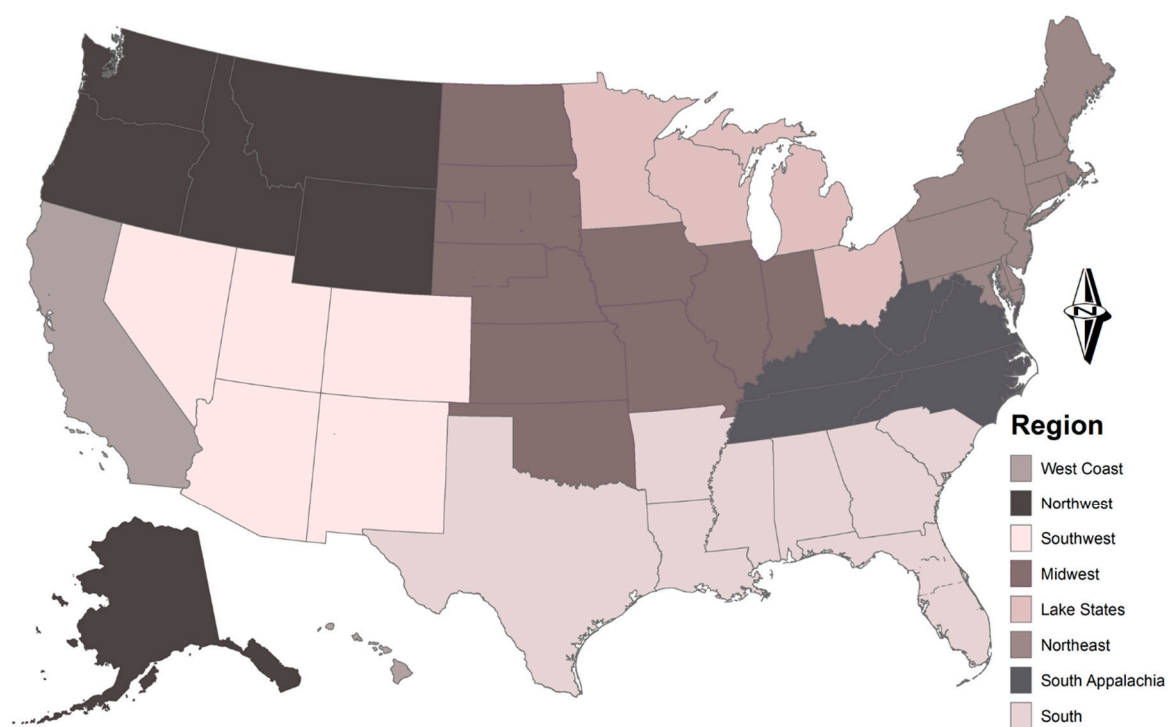 N
Region
West Coast
Northwest
Southwest
Midwest
Lake States
Northeast
South Appalachia
South